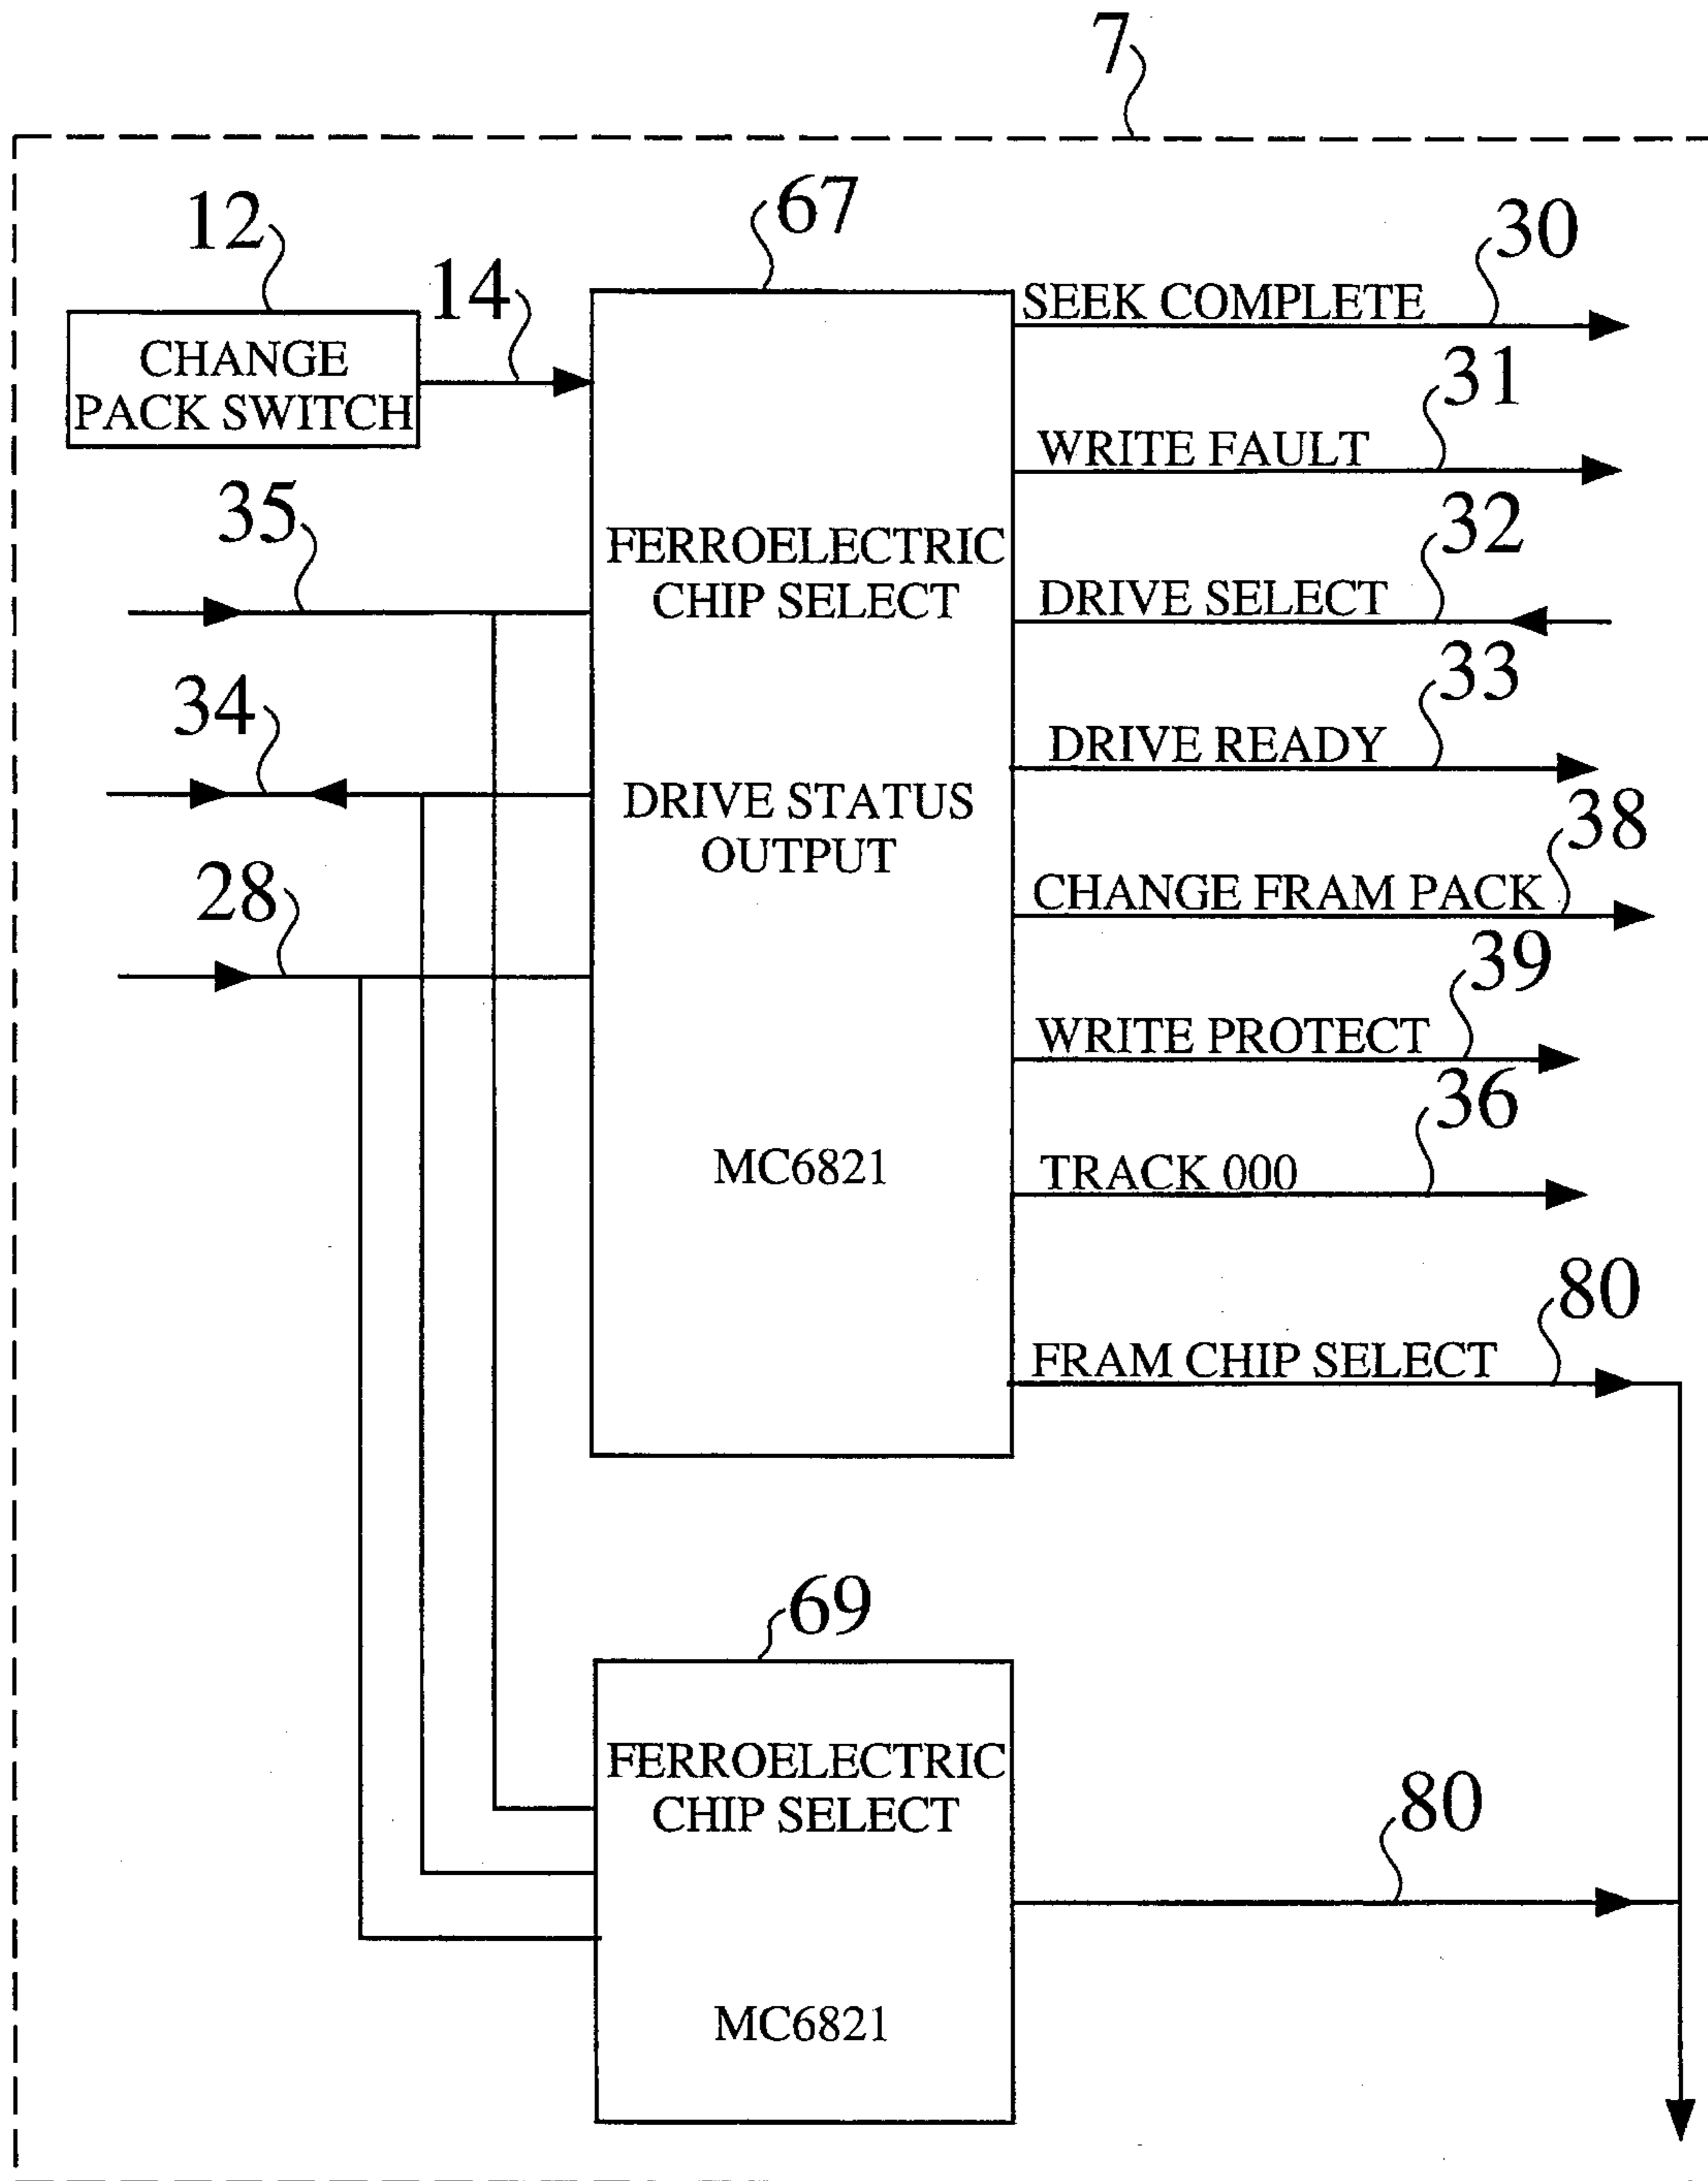 7
12
67
30
14
SEEK COMPLETE
CHANGE
PACK SWITCH
31
WRITE FAULT
35
32
FERROELECTRIC
CHIP SELECT
DRIVE SELECT
33
34
DRIVE READY
DRIVE STATUS
OUTPUT
38
28
CHANGE FRAM PACK
39
WRITE PROTECT
36
MC6821
TRACK 000
80
FRAM CHIP SELECT
69
FERROELECTRIC
CHIP SELECT
80
MC6821